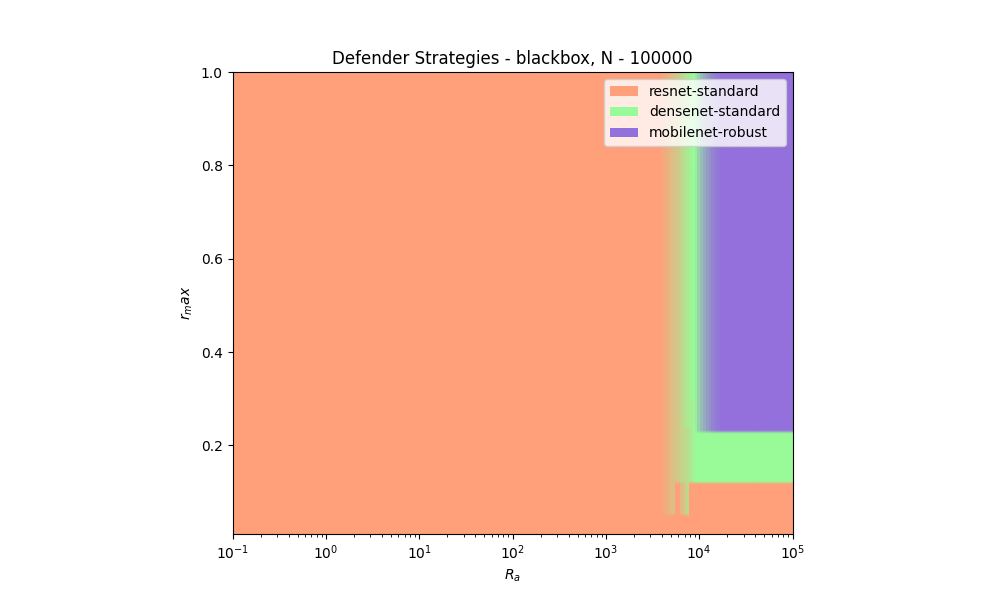 Defender Strategies - blackbox, N - 100000
resnet-standard
densenet-standard
mobilenet-robust
1.0
0.8
0.6
0.4
0.2
r_max
10^-1
10^0
10^1
10^2
10^3
10^4
10^5
R_a